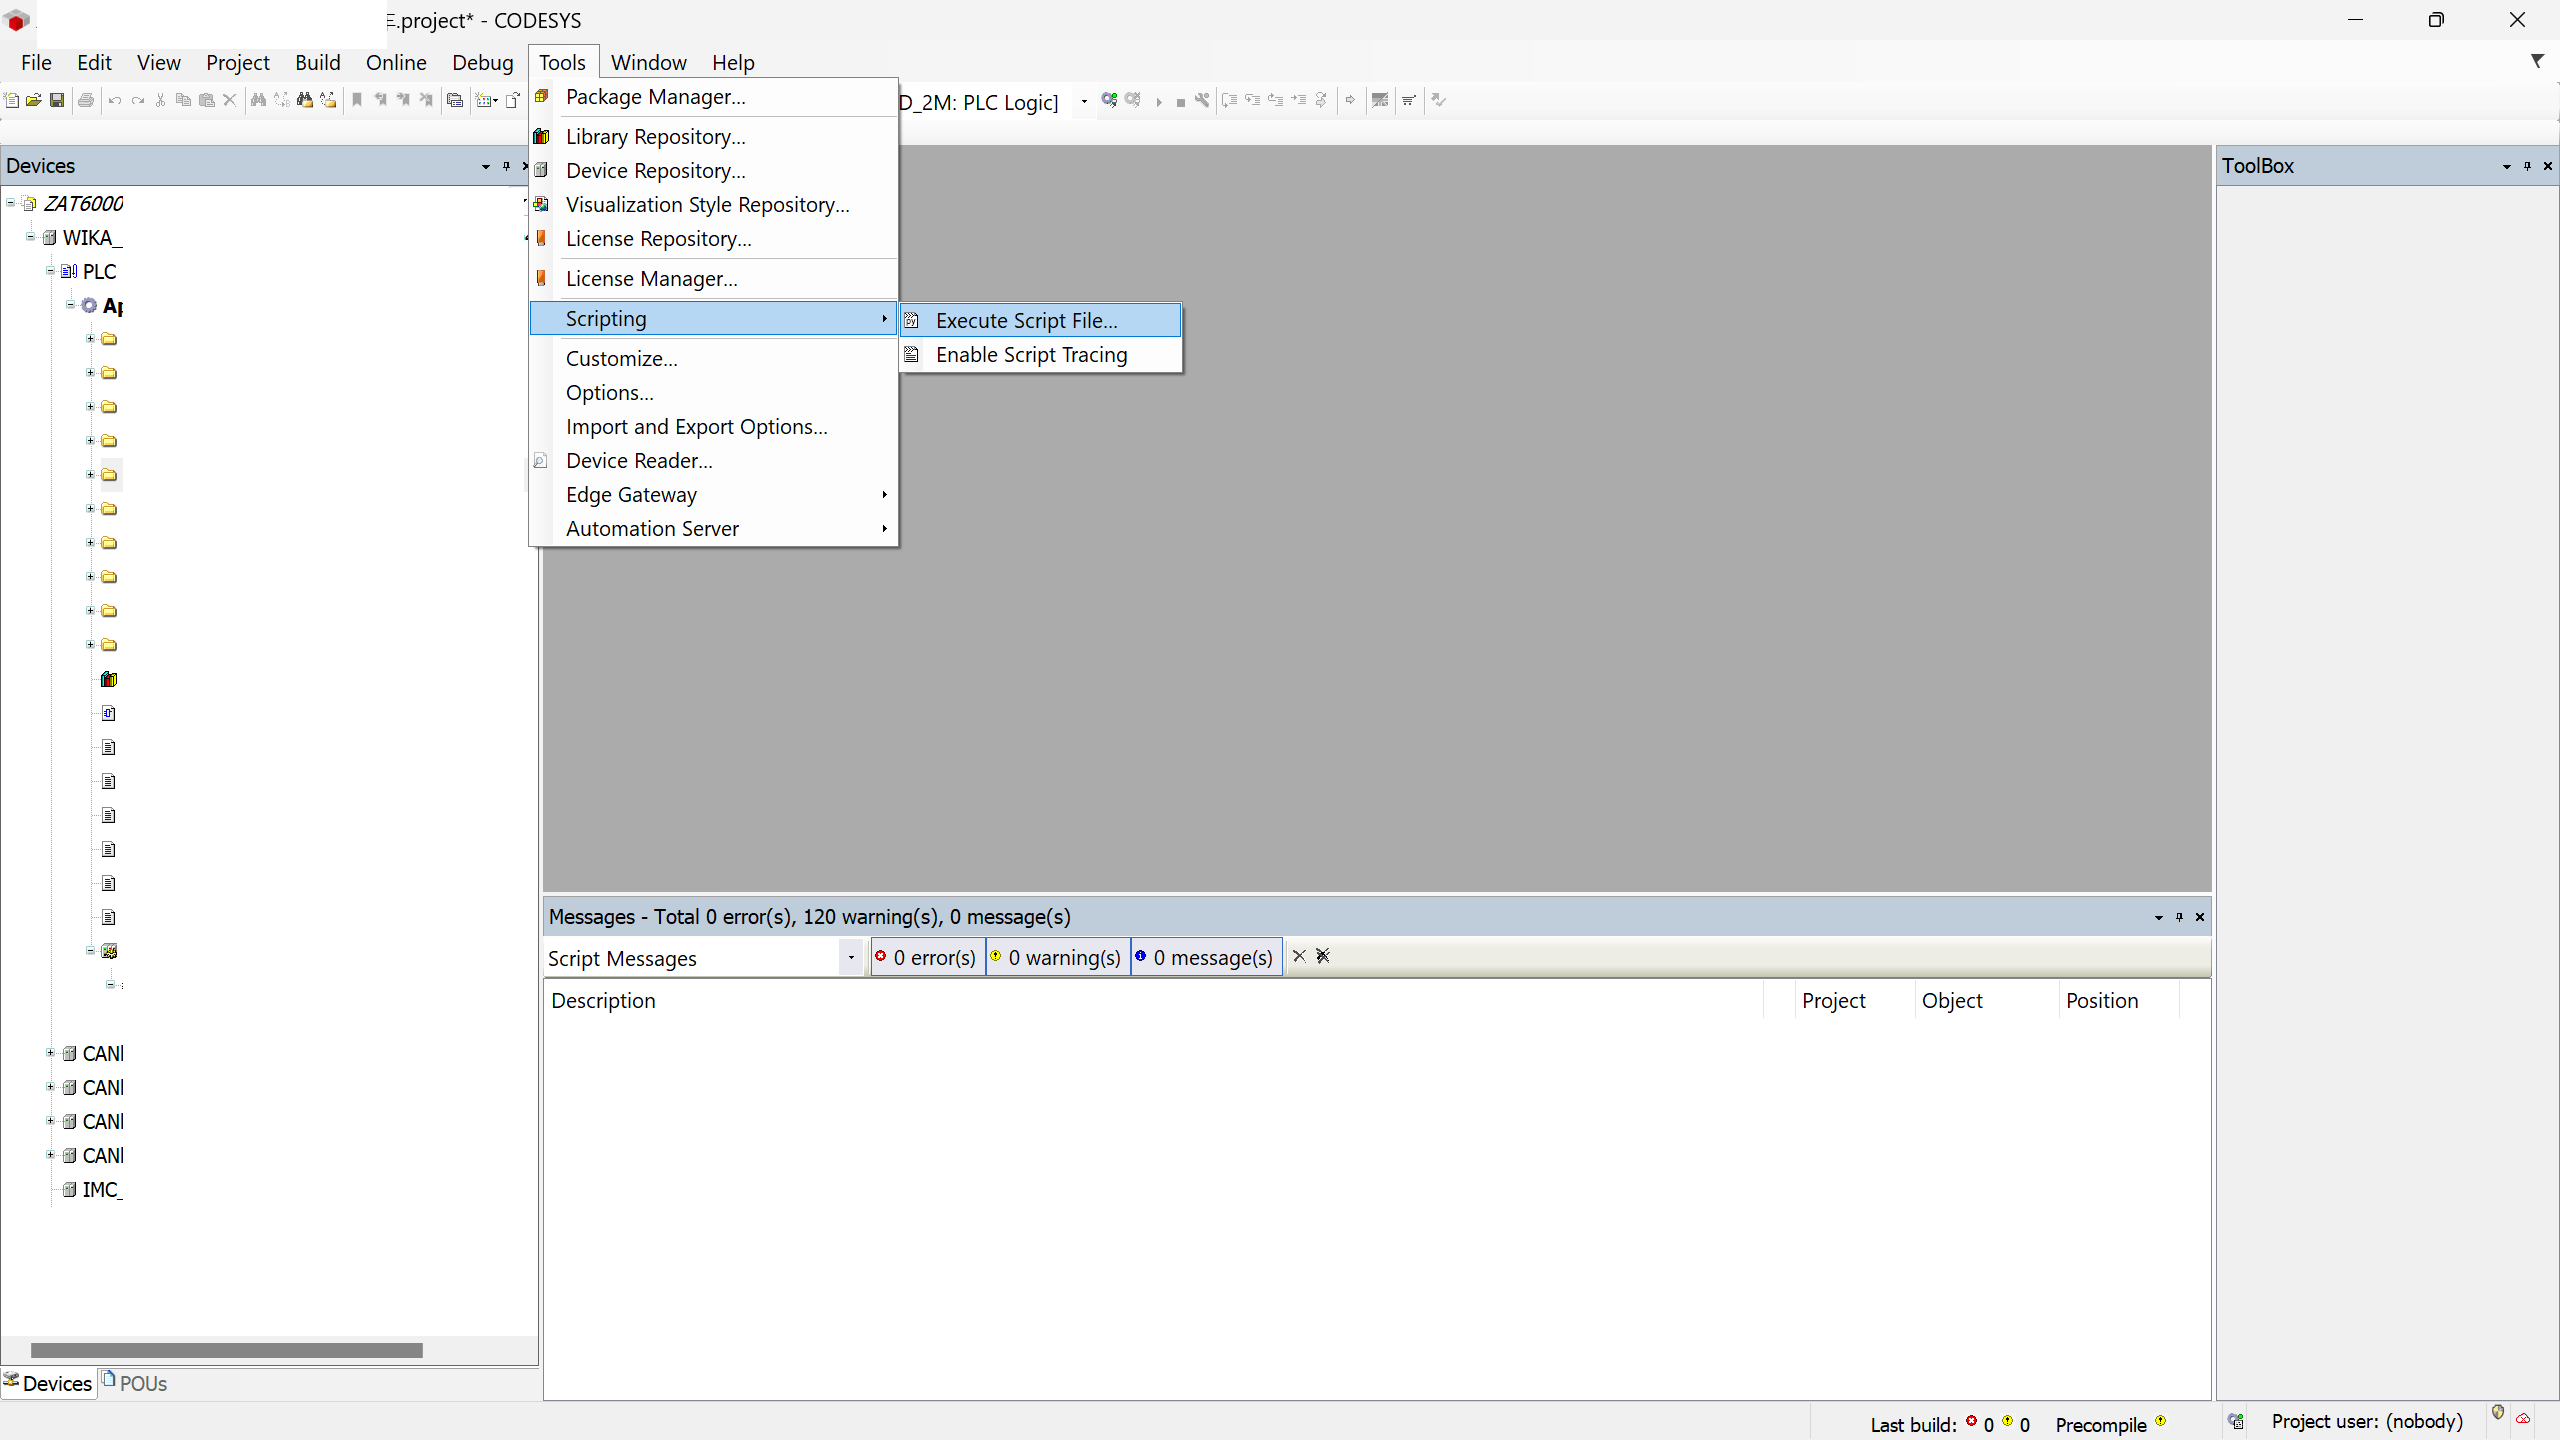 E.project* - CODESYS
File Edit View Project Build Online Debug Tools Window Help
Package Manager...
D_2M: PLC Logic]
Library Repository...
Device Repository...
Visualization Style Repository...
License Repository...
License Manager...
Scripting
Execute Script File...
Enable Script Tracing
Customize...
Options...
Import and Export Options...
Device Reader...
Edge Gateway
Automation Server
Devices
ZAT6000
WIKA_
PLC
Ap
CAN
CAN
CAN
CAN
IMC_
Devices POUs
ToolBox
Messages - Total 0 error(s), 120 warning(s), 0 message(s)
Script Messages 0 error(s) 0 warning(s) 0 message(s)
Description Project Object Position
Last build: 0 0 Precompile Project user: (nobody)